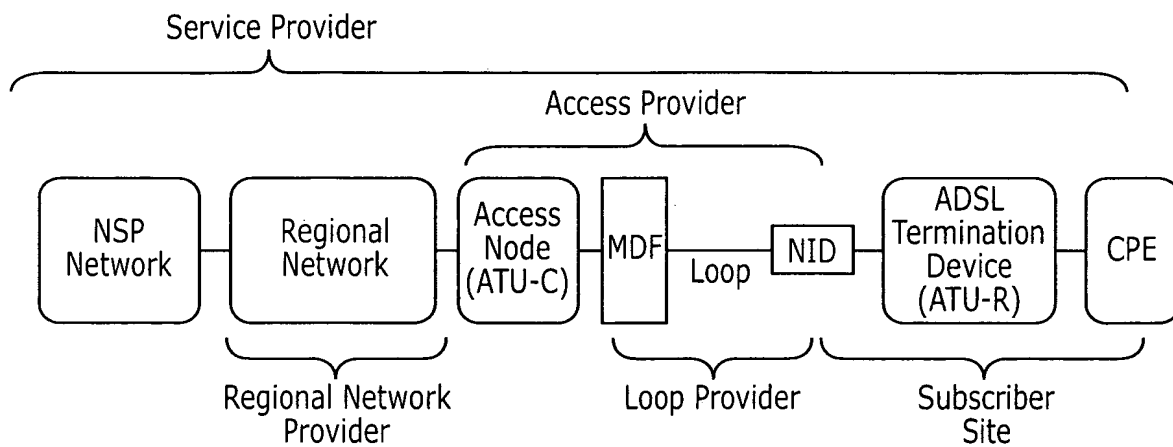 Service Provider
Access Provider
NSP
Network
Regional
Network
Access
Node
(ATU-C)
MDF
Loop
NID
ADSL
Termination
Device
(ATU-R)
CPE
Regional Network
Provider
Loop Provider
Subscriber
Site